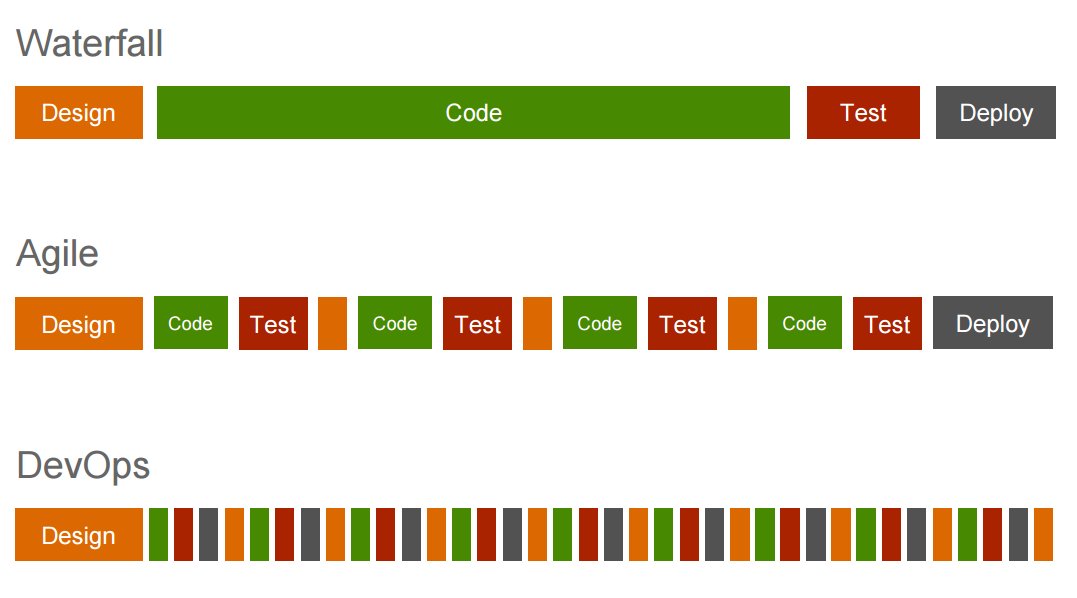 Waterfall
Design Code Test Deploy
Agile
Design Code Test Code Test Code Test Code Test Deploy
DevOps
Design